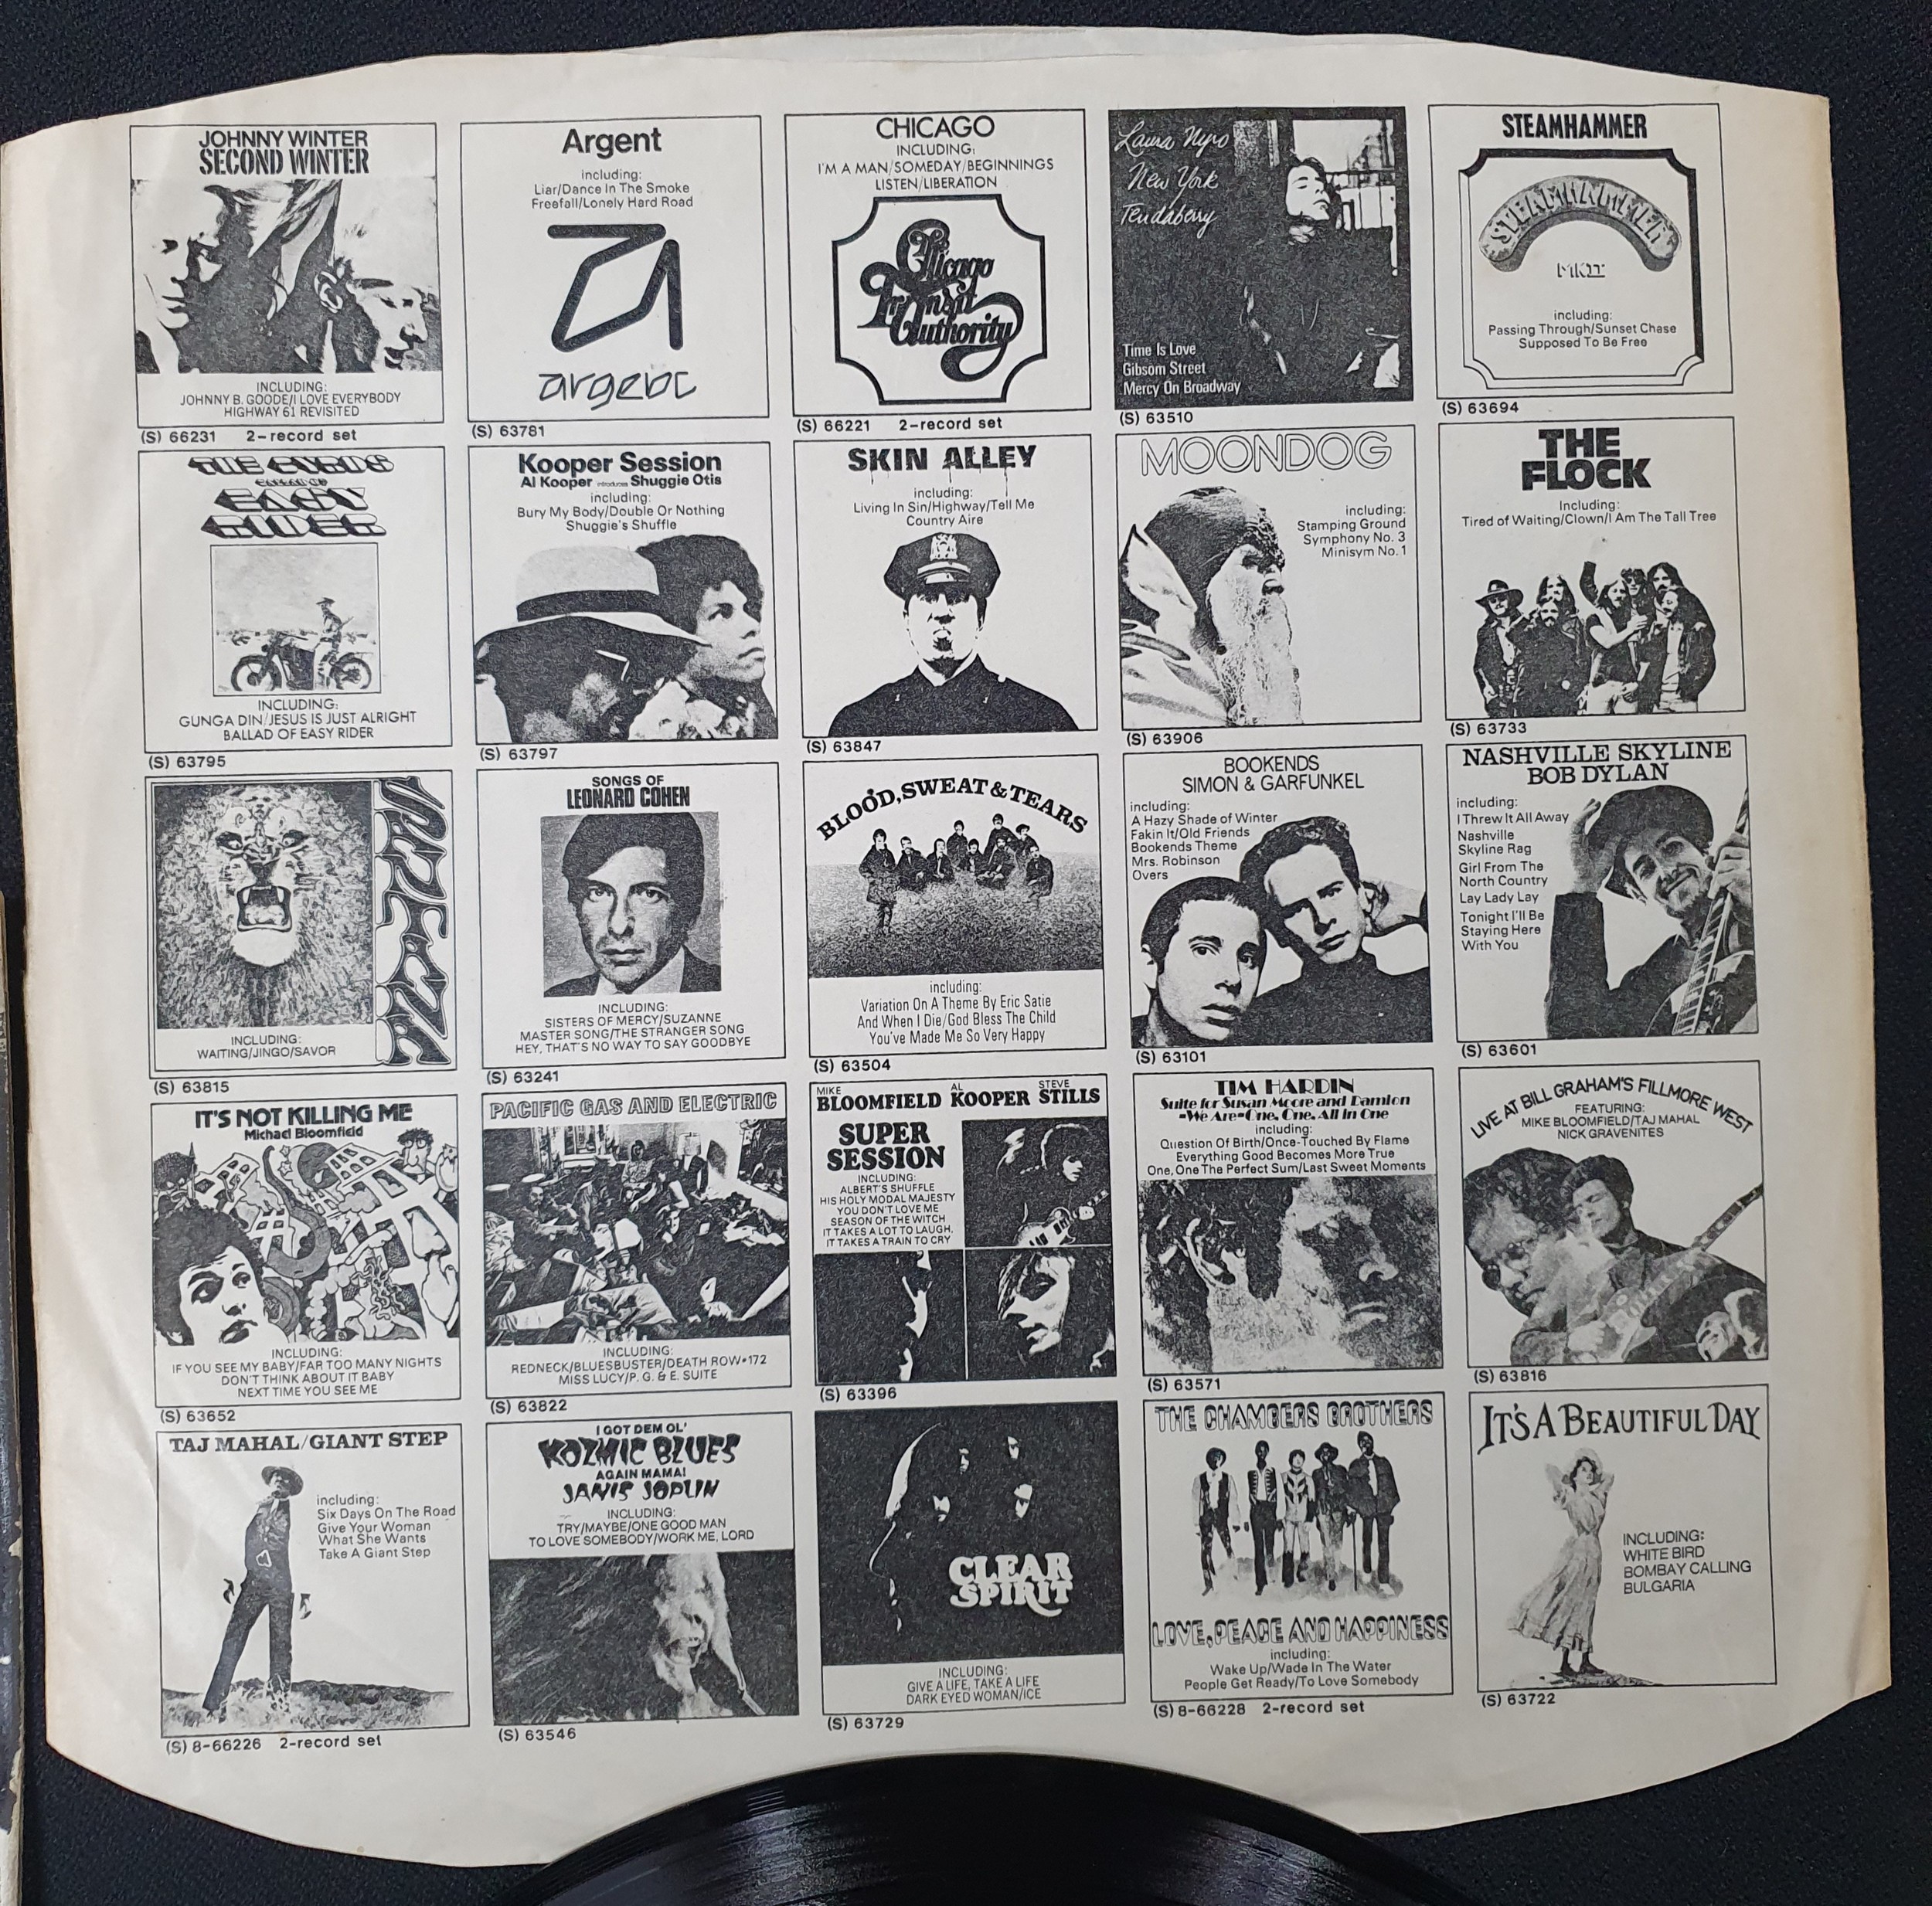 JOHNNY WINTER
SECOND WINTER
INCLUDING:
JOHNNY B. GOODE/I LOVE EVERYBODY
HIGHWAY 61 REVISITED
(S) 66231 2-record set
Argent
including:
Liar/Dance In The Smoke
Freefall/Lonely Hard Road
argent
(S) 63781
CHICAGO
INCLUDING:
I'M A MAN/SOMEDAY/BEGINNINGS
LISTEN/LIBERATION
Chicago
Transit
Authority
(S) 66221 2-record set
Laura Nyro
New York
Tendaberry
Time Is Love
Gibsom Street
Mercy On Broadway
(S) 63510
STEAMHAMMER
STEAMHAMMER
MKII
including:
Passing Through/Sunset Chase
Supposed To Be Free
(S) 63694
THE BYRDS
BALLAD OF
EASY
RIDER
INCLUDING:
GUNGA DIN/JESUS IS JUST ALRIGHT
BALLAD OF EASY RIDER
(S) 63795
Kooper Session
Al Kooper introduces Shuggie Otis
including:
Bury My Body/Double Or Nothing
Shuggie's Shuffle
(S) 63797
SKIN ALLEY
including:
Living In Sin/Highway/Tell Me
Country Aire
(S) 63847
MOONDOG
including:
Stamping Ground
Symphony No. 3
Minisym No. 1
(S) 63906
THE
FLOCK
Including:
Tired of Waiting/Clown/I Am The Tall Tree
(S) 63733
SANTANA
INCLUDING:
WAITING/JINGO/SAVOR
(S) 63815
SONGS OF
LEONARD COHEN
INCLUDING:
SISTERS OF MERCY/SUZANNE
MASTER SONG/THE STRANGER SONG
HEY, THAT'S NO WAY TO SAY GOODBYE
(S) 63241
BLOOD, SWEAT & TEARS
including:
Variation On A Theme By Eric Satie
And When I Die/God Bless The Child
You've Made Me So Very Happy
(S) 63504
BOOKENDS
SIMON & GARFUNKEL
including:
A Hazy Shade of Winter
Fakin It/Old Friends
Bookends Theme
Mrs. Robinson
Overs
(S) 63101
NASHVILLE SKYLINE
BOB DYLAN
including:
I Threw It All Away
Nashville
Skyline Rag
Girl From The
North Country
Lay Lady Lay
Tonight I'll Be
Staying Here
With You
(S) 63601
IT'S NOT KILLING ME
Michael Bloomfield
INCLUDING:
IF YOU SEE MY BABY/FAR TOO MANY NIGHTS
DON'T THINK ABOUT IT BABY
NEXT TIME YOU SEE ME
(S) 63652
PACIFIC GAS AND ELECTRIC
INCLUDING:
REDNECK/BLUESBUSTER/DEATH ROW•172
MISS LUCY/P. G. & E. SUITE
(S) 63822
MIKE AL STEVE
BLOOMFIELD KOOPER STILLS
SUPER
SESSION
INCLUDING:
ALBERT'S SHUFFLE
HIS HOLY MODAL MAJESTY
YOU DON'T LOVE ME
SEASON OF THE WITCH
IT TAKES A LOT TO LAUGH,
IT TAKES A TRAIN TO CRY
(S) 63396
TIM HARDIN
Suite for Susan Moore and Damion
-We Are-One, One, All In One
including:
Question Of Birth/Once-Touched By Flame
Everything Good Becomes More True
One, One The Perfect Sum/Last Sweet Moments
(S) 63571
LIVE AT BILL GRAHAM'S FILLMORE WEST
FEATURING:
MIKE BLOOMFIELD/TAJ MAHAL
NICK GRAVENITES
(S) 63816
TAJ MAHAL/GIANT STEP
including:
Six Days On The Road
Give Your Woman
What She Wants
Take A Giant Step
(S) 8-66226 2-record set
I GOT DEM OL'
KOZMIC BLUES
AGAIN MAMA!
JANIS JOPLIN
INCLUDING:
TRY/MAYBE/ONE GOOD MAN
TO LOVE SOMEBODY/WORK ME, LORD
(S) 63546
CLEAR
SPIRIT
INCLUDING:
GIVE A LIFE, TAKE A LIFE
DARK EYED WOMAN/ICE
(S) 63729
THE CHAMBERS BROTHERS
LOVE, PEACE AND HAPPINESS
including:
Wake Up/Wade In The Water
People Get Ready/To Love Somebody
(S) 8-66228 2-record set
IT'S A BEAUTIFUL DAY
INCLUDING:
WHITE BIRD
BOMBAY CALLING
BULGARIA
(S) 63722